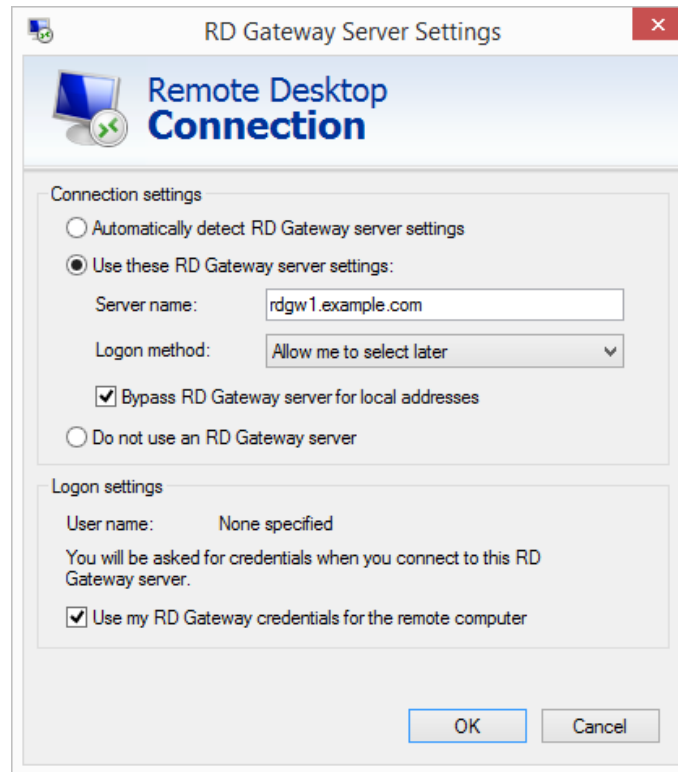 RD Gateway Server Settings
Remote Desktop
Connection
Connection settings
Automatically detect RD Gateway server settings
Use these RD Gateway server settings:
Server name: rdgw1.example.com
Logon method: Allow me to select later
Bypass RD Gateway server for local addresses
Do not use an RD Gateway server
Logon settings
User name: None specified
You will be asked for credentials when you connect to this RD
Gateway server.
Use my RD Gateway credentials for the remote computer
OK Cancel